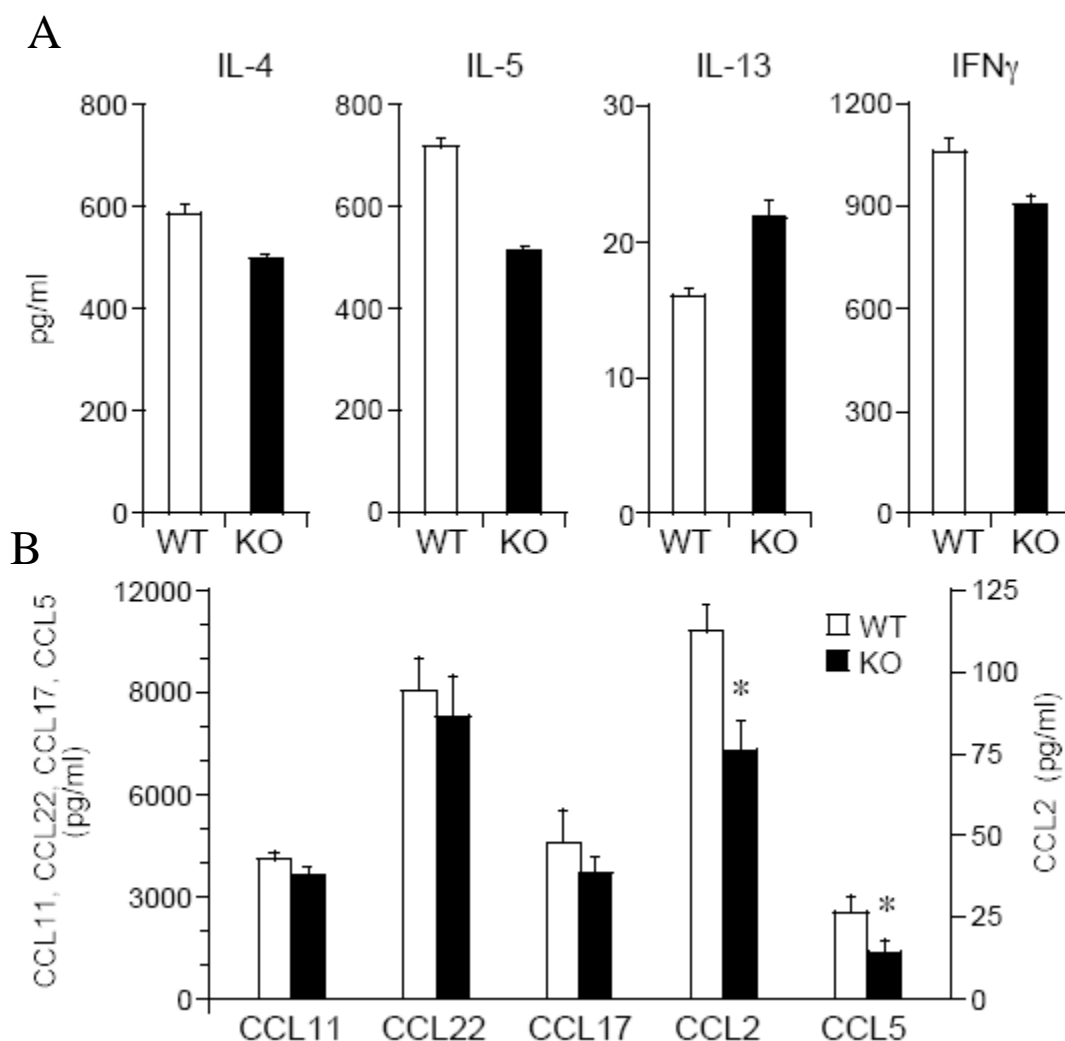 A
IL-4 IL-5 IL-13 IFNγ
pg/ml
800
600
400
200
0
WT KO
800
600
400
200
0
WT KO
30
20
10
0
WT KO
1200
900
600
300
0
WT KO
B
CCL11, CCL22, CCL17, CCL5
(pg/ml)
12000
8000
6000
3000
0
WT
KO
*
*
125
100
75
50
25
0
CCL2 (pg/ml)
CCL11 CCL22 CCL17 CCL2 CCL5